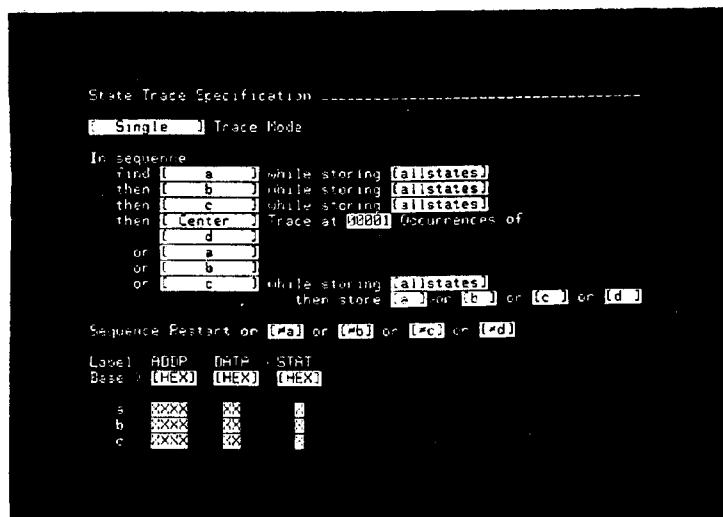 State Trace Specification
[ Single ] Trace Mode
In sequence
find [ a ] while storing [allstates]
then [ b ] while storing [allstates]
then [ c ] while storing [allstates]
then [ Center ] Trace at 00001 Occurrences of
[ d ]
or [ a ]
or [ b ]
or [ c ] while storing [allstates]
then store [a ] or [b ] or [c ] or [d ]
Sequence Restart on [≠a] or [≠b] or [≠c] or [≠d]
Label ADDR DATA STAT
Base [HEX] [HEX] [HEX]
a XXXX XX X
b XXXX XX X
c XXXX XX X